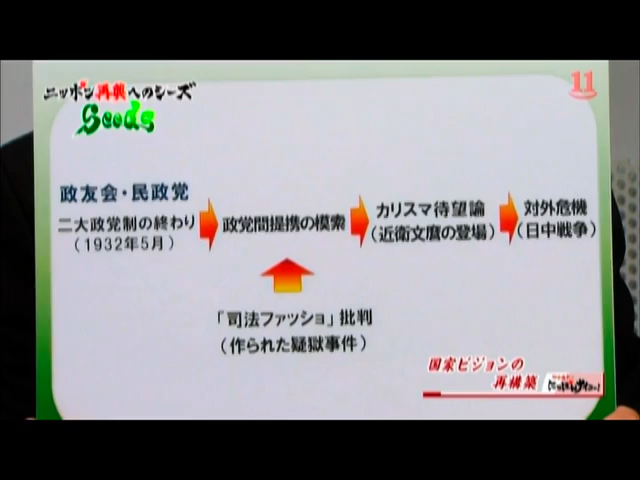 ニッポン再興へのシーズ
Seeds
11
政友会・民政党
二大政党制の終わり
(1932年5月)
政党間提携の模索
カリスマ待望論
(近衛文麿の登場)
対外危機
(日中戦争)
「司法ファッショ」批判
(作られた疑獄事件)
国家ビジョンの
再構築